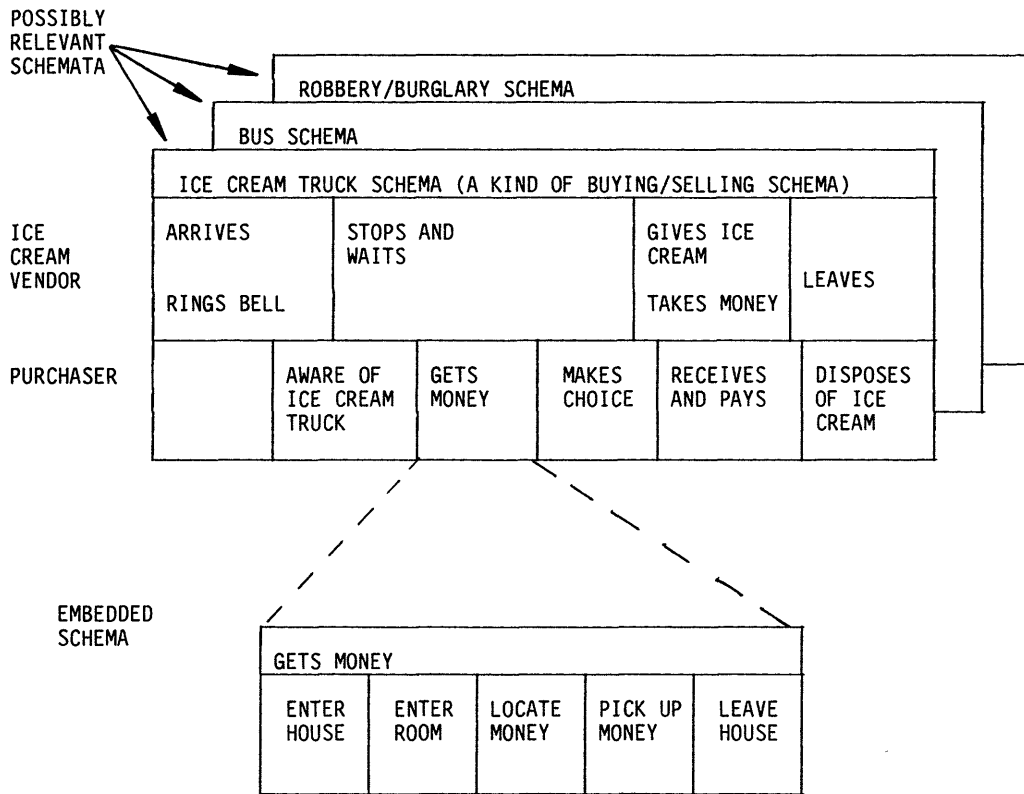 POSSIBLY
RELEVANT
SCHEMATA
ROBBERY/BURGLARY SCHEMA
BUS SCHEMA
ICE CREAM TRUCK SCHEMA (A KIND OF BUYING/SELLING SCHEMA)
ICE
CREAM
VENDOR
ARRIVES
RINGS BELL
STOPS AND
WAITS
GIVES ICE
CREAM
TAKES MONEY
LEAVES
PURCHASER
AWARE OF
ICE CREAM
TRUCK
GETS
MONEY
MAKES
CHOICE
RECEIVES
AND PAYS
DISPOSES
OF ICE
CREAM
EMBEDDED
SCHEMA
GETS MONEY
ENTER
HOUSE
ENTER
ROOM
LOCATE
MONEY
PICK UP
MONEY
LEAVE
HOUSE